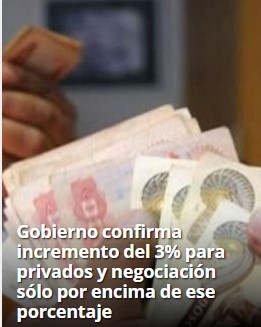 Gobierno confirma
incremento del 3% para
privados y negociación
sólo por encima de ese
porcentaje